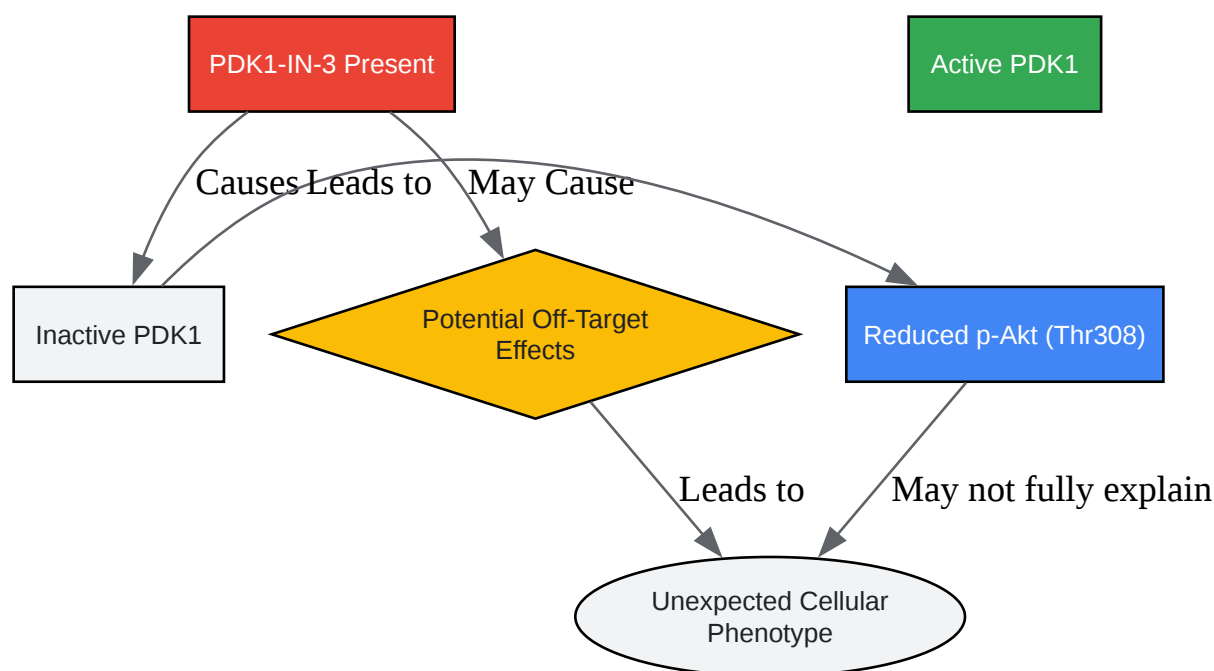 PDK1-IN-3 Present
Active PDK1
Causes
Leads to
May Cause
Inactive PDK1
Potential Off-Target
Effects
Reduced p-Akt (Thr308)
Leads to
May not fully explain
Unexpected Cellular
Phenotype